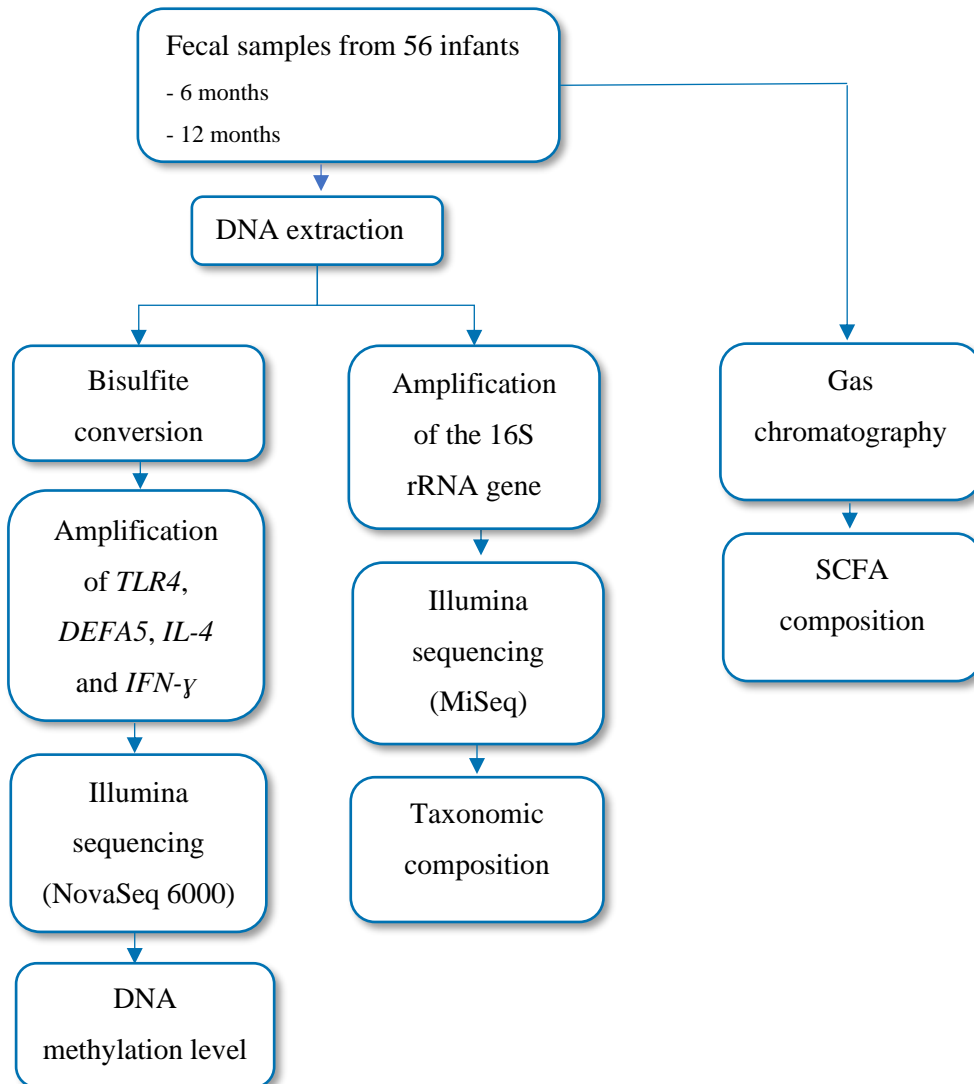 Fecal samples from 56 infants
- 6 months
- 12 months
DNA extraction
Bisulfite
conversion
Amplification
of TLR4,
DEFA5, IL-4
and IFN-ɣ
Illumina
sequencing
(NovaSeq 6000)
DNA
methylation level
Amplification
of the 16S
rRNA gene
Illumina
sequencing
(MiSeq)
Taxonomic
composition
Gas
chromatography
SCFA
composition